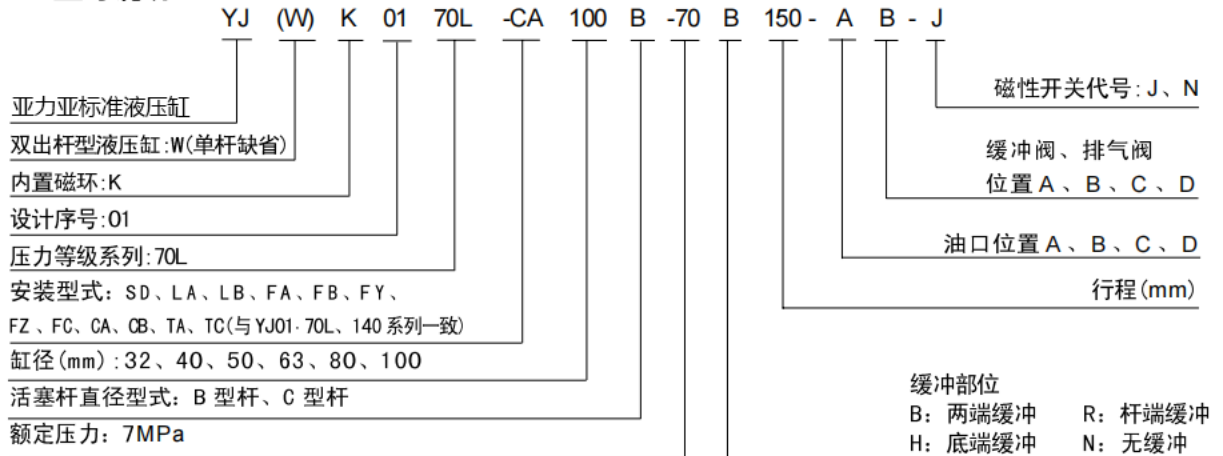 YJ (W) K 01 70L -CA 100 B -70 B 150 - A B - J
亚力亚标准液压缸
双出杆型液压缸:W(单杆缺省)
内置磁环:K
设计序号:01
压力等级系列:70L
安装型式：SD、LA、LB、FA、FB、FY、
FZ、FC、CA、CB、TA、TC(与YJ01·70L、140系列一致)
缸径(mm):32、40、50、63、80、100
活塞杆直径型式：B型杆、C型杆
额定压力：7MPa
磁性开关代号:J、N
缓冲阀、排气阀
位置A、B、C、D
油口位置A、B、C、D
行程(mm)
缓冲部位
B：两端缓冲 R：杆端缓冲
H：底端缓冲 N：无缓冲